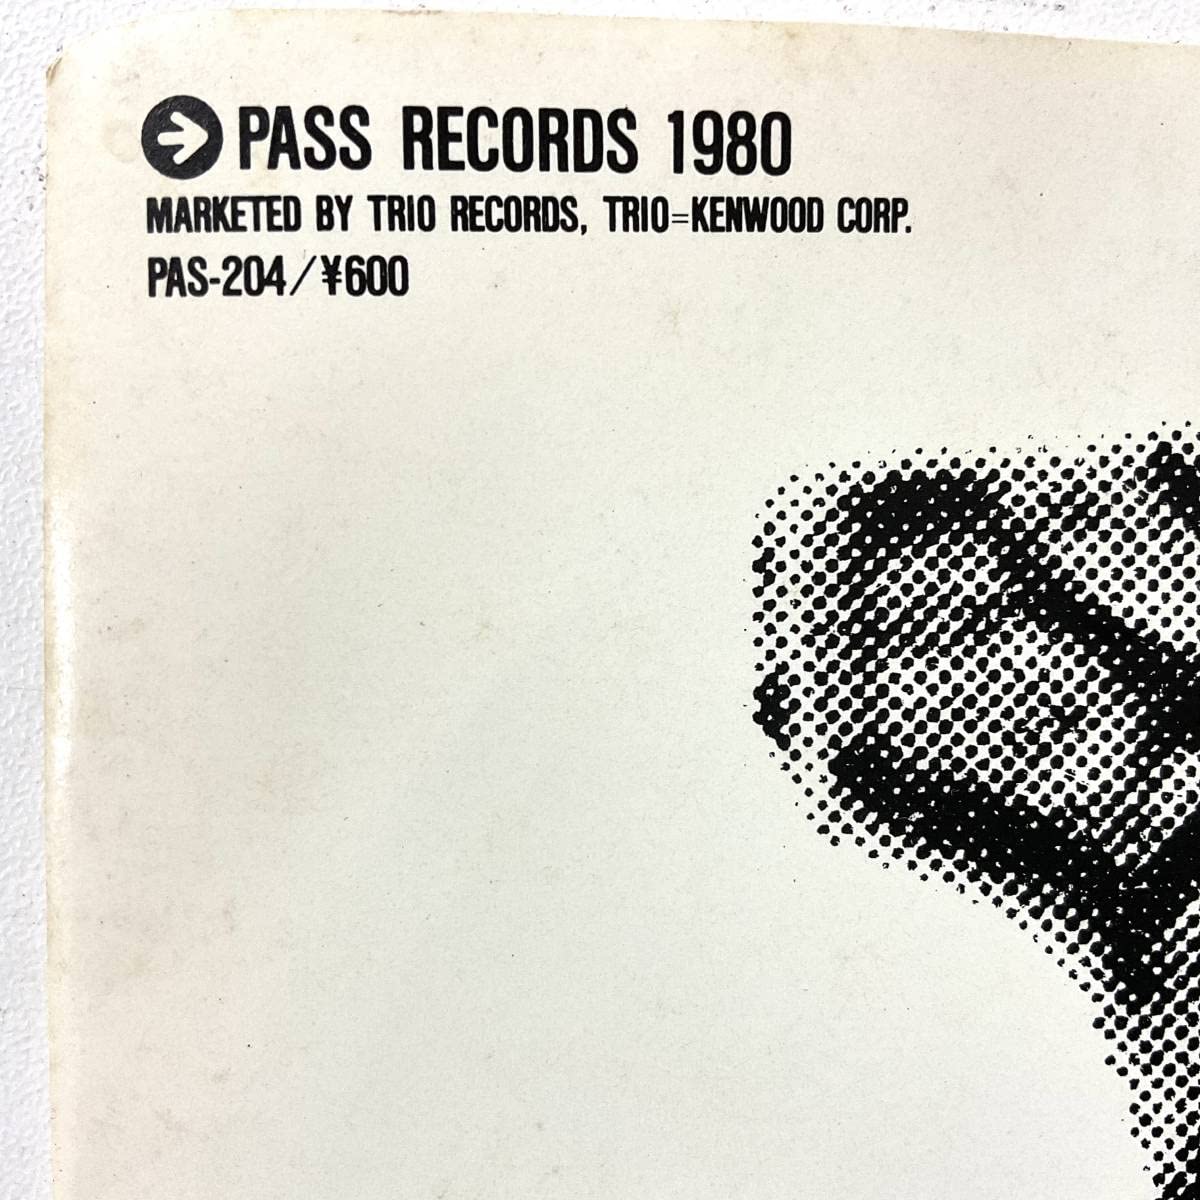 PASS RECORDS 1980
MARKETED BY TRIO RECORDS, TRIO=KENWOOD CORP.
PAS-204/¥600